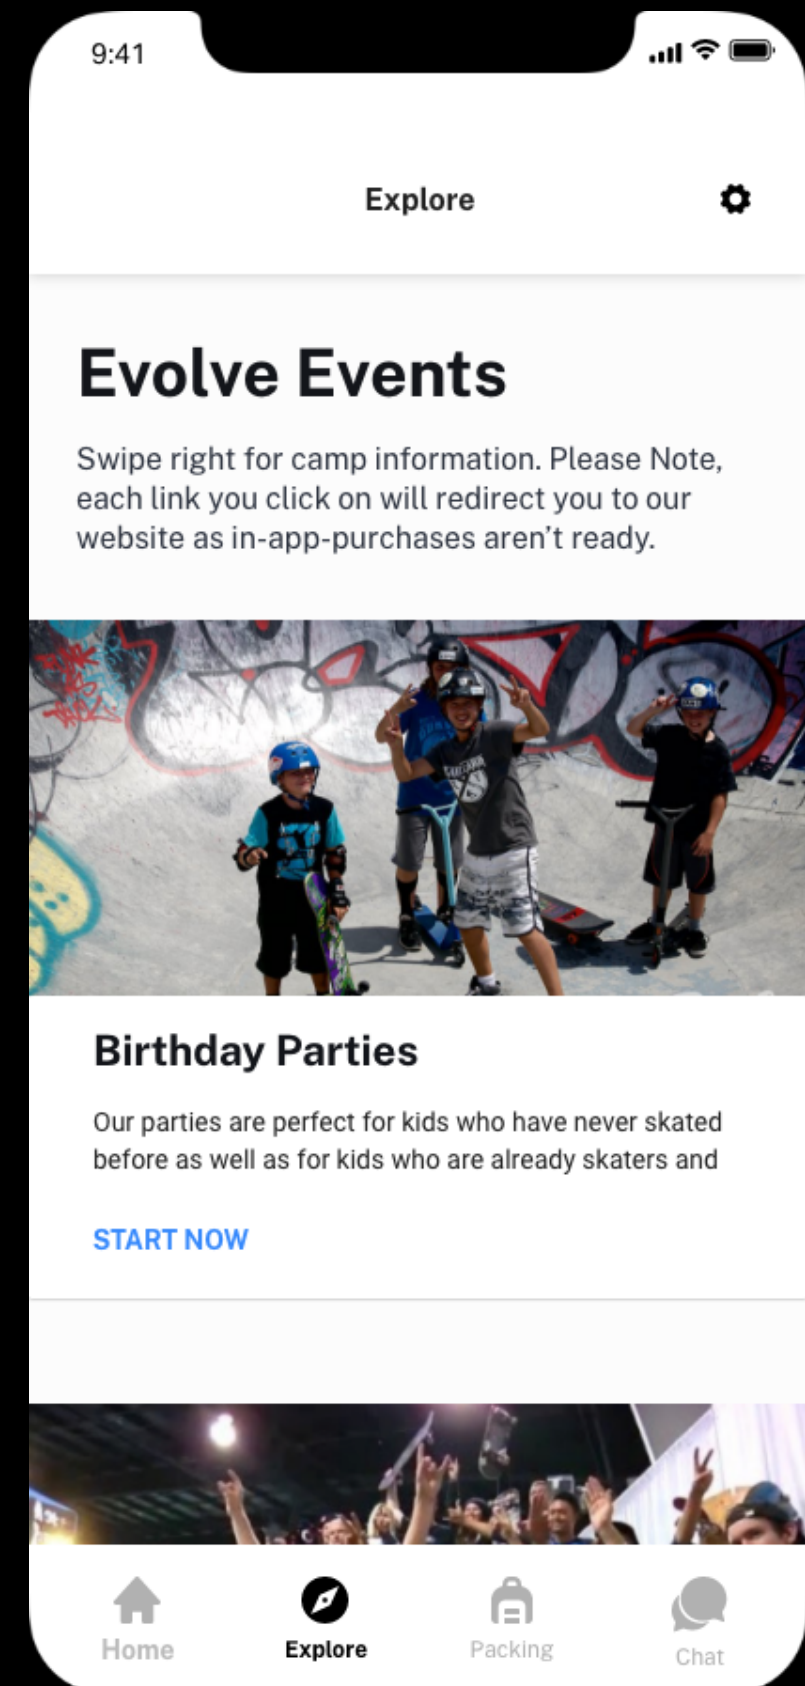 9:41
Explore
Evolve Events
Swipe right for camp information. Please Note,
each link you click on will redirect you to our
website as in-app-purchases aren’t ready.
Birthday Parties
Our parties are perfect for kids who have never skated
before as well as for kids who are already skaters and
START NOW
Home
Explore
Packing
Chat